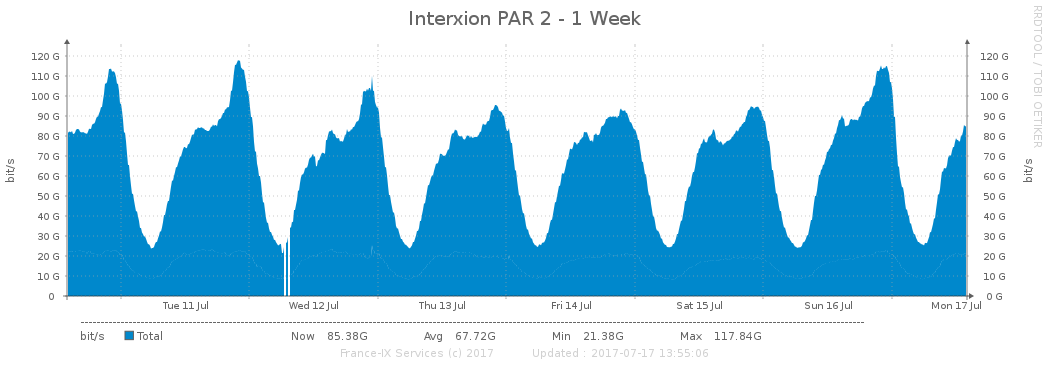 Interxion PAR 2 - 1 Week
RRDTOOL / TOBI OETIKER
bit/s
120 G 120 G
110 G 110 G
100 G 100 G
90 G 90 G
80 G 80 G
70 G 70 G
60 G 60 G
50 G 50 G
40 G 40 G
30 G 30 G
20 G 20 G
10 G 10 G
0 0 G
bit/s
Tue 11 Jul Wed 12 Jul Thu 13 Jul Fri 14 Jul Sat 15 Jul Sun 16 Jul Mon 17 Jul
bit/s Total Now 85.38G Avg 67.72G Min 21.38G Max 117.84G
France-IX Services (c) 2017 Updated : 2017-07-17 13:55:06